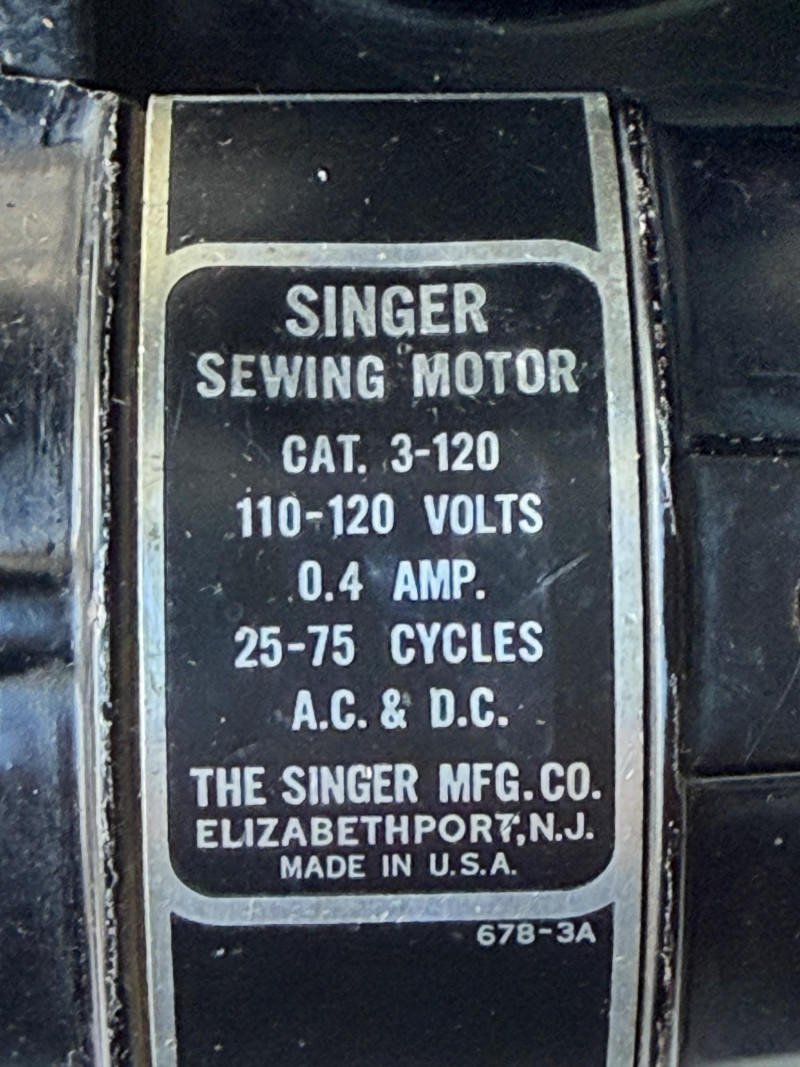 SINGER
SEWING MOTOR
CAT. 3-120
110-120 VOLTS
0.4 AMP.
25-75 CYCLES
A.C. & D.C.
THE SINGER MFG. CO.
ELIZABETHPORT, N.J.
MADE IN U.S.A.
678-3A